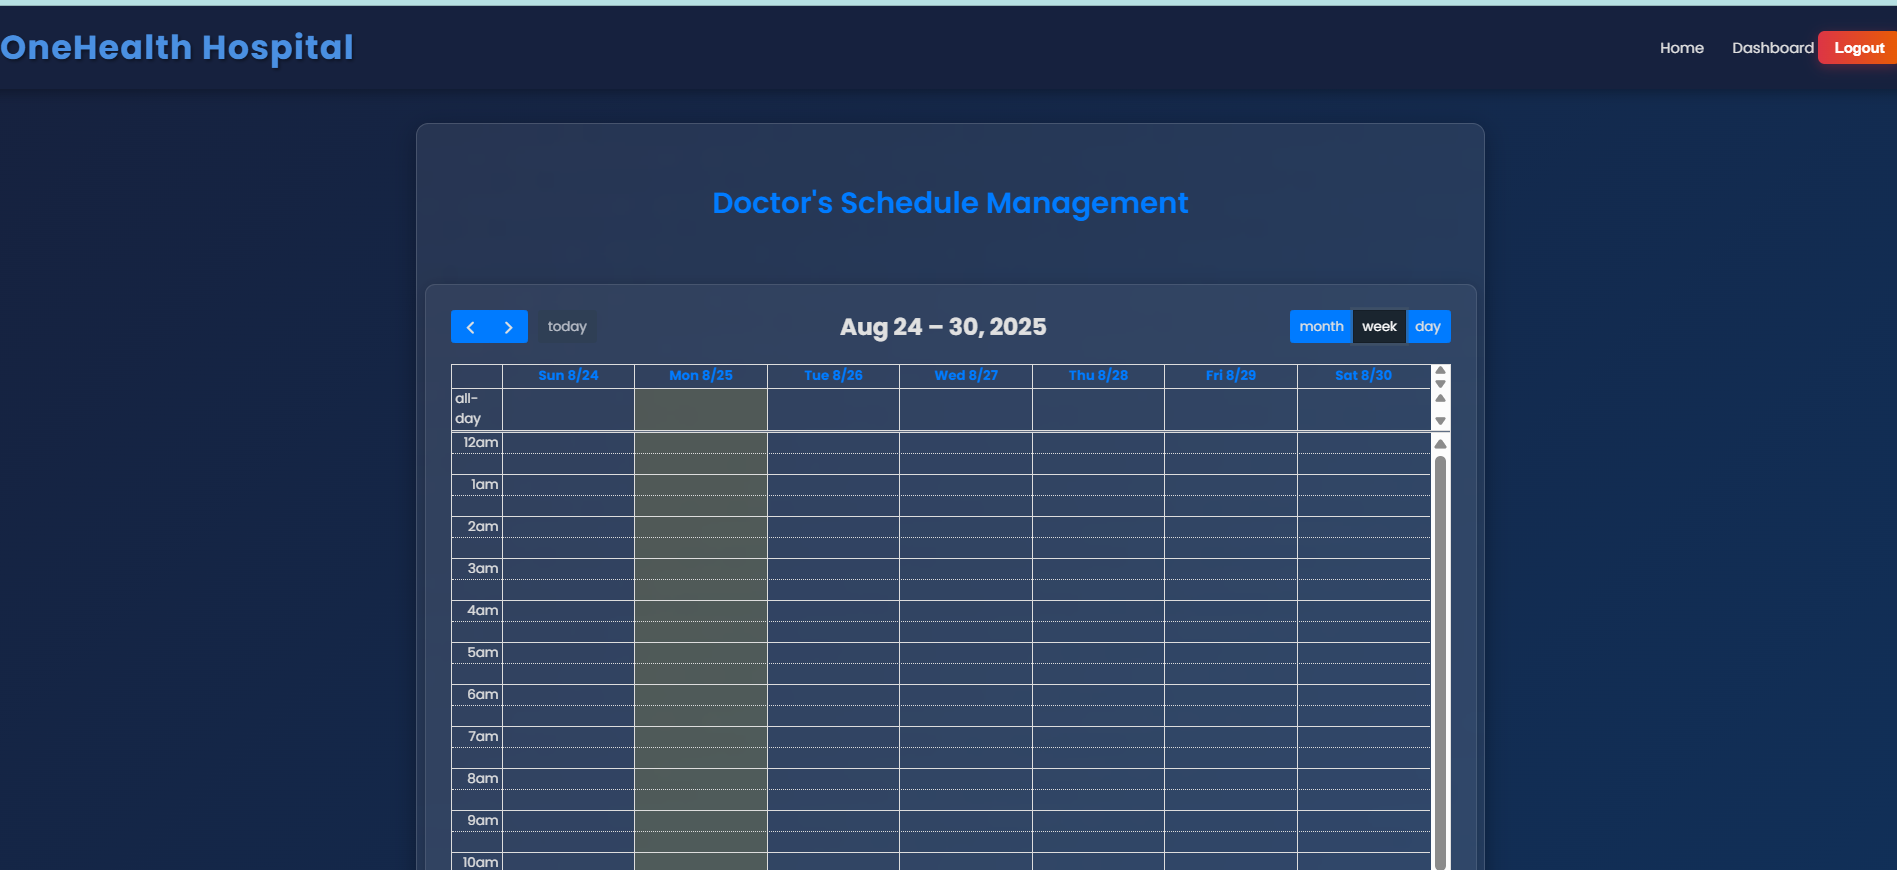 OneHealth Hospital
Home Dashboard Logout
Doctor's Schedule Management
today
Aug 24 – 30, 2025
month week day
Sun 8/24 Mon 8/25 Tue 8/26 Wed 8/27 Thu 8/28 Fri 8/29 Sat 8/30
all-
day
12am
1am
2am
3am
4am
5am
6am
7am
8am
9am
10am